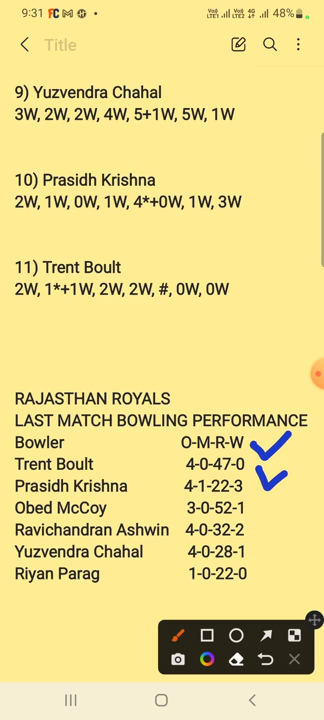 9:31 FC M
48%
Title
9) Yuzvendra Chahal
3W, 2W, 2W, 4W, 5+1W, 5W, 1W
10) Prasidh Krishna
2W, 1W, 0W, 1W, 4*+0W, 1W, 3W
11) Trent Boult
2W, 1*+1W, 2W, 2W, #, 0W, 0W
RAJASTHAN ROYALS
LAST MATCH BOWLING PERFORMANCE
Bowler O-M-R-W
Trent Boult 4-0-47-0
Prasidh Krishna 4-1-22-3
Obed McCoy 3-0-52-1
Ravichandran Ashwin 4-0-32-2
Yuzvendra Chahal 4-0-28-1
Riyan Parag 1-0-22-0